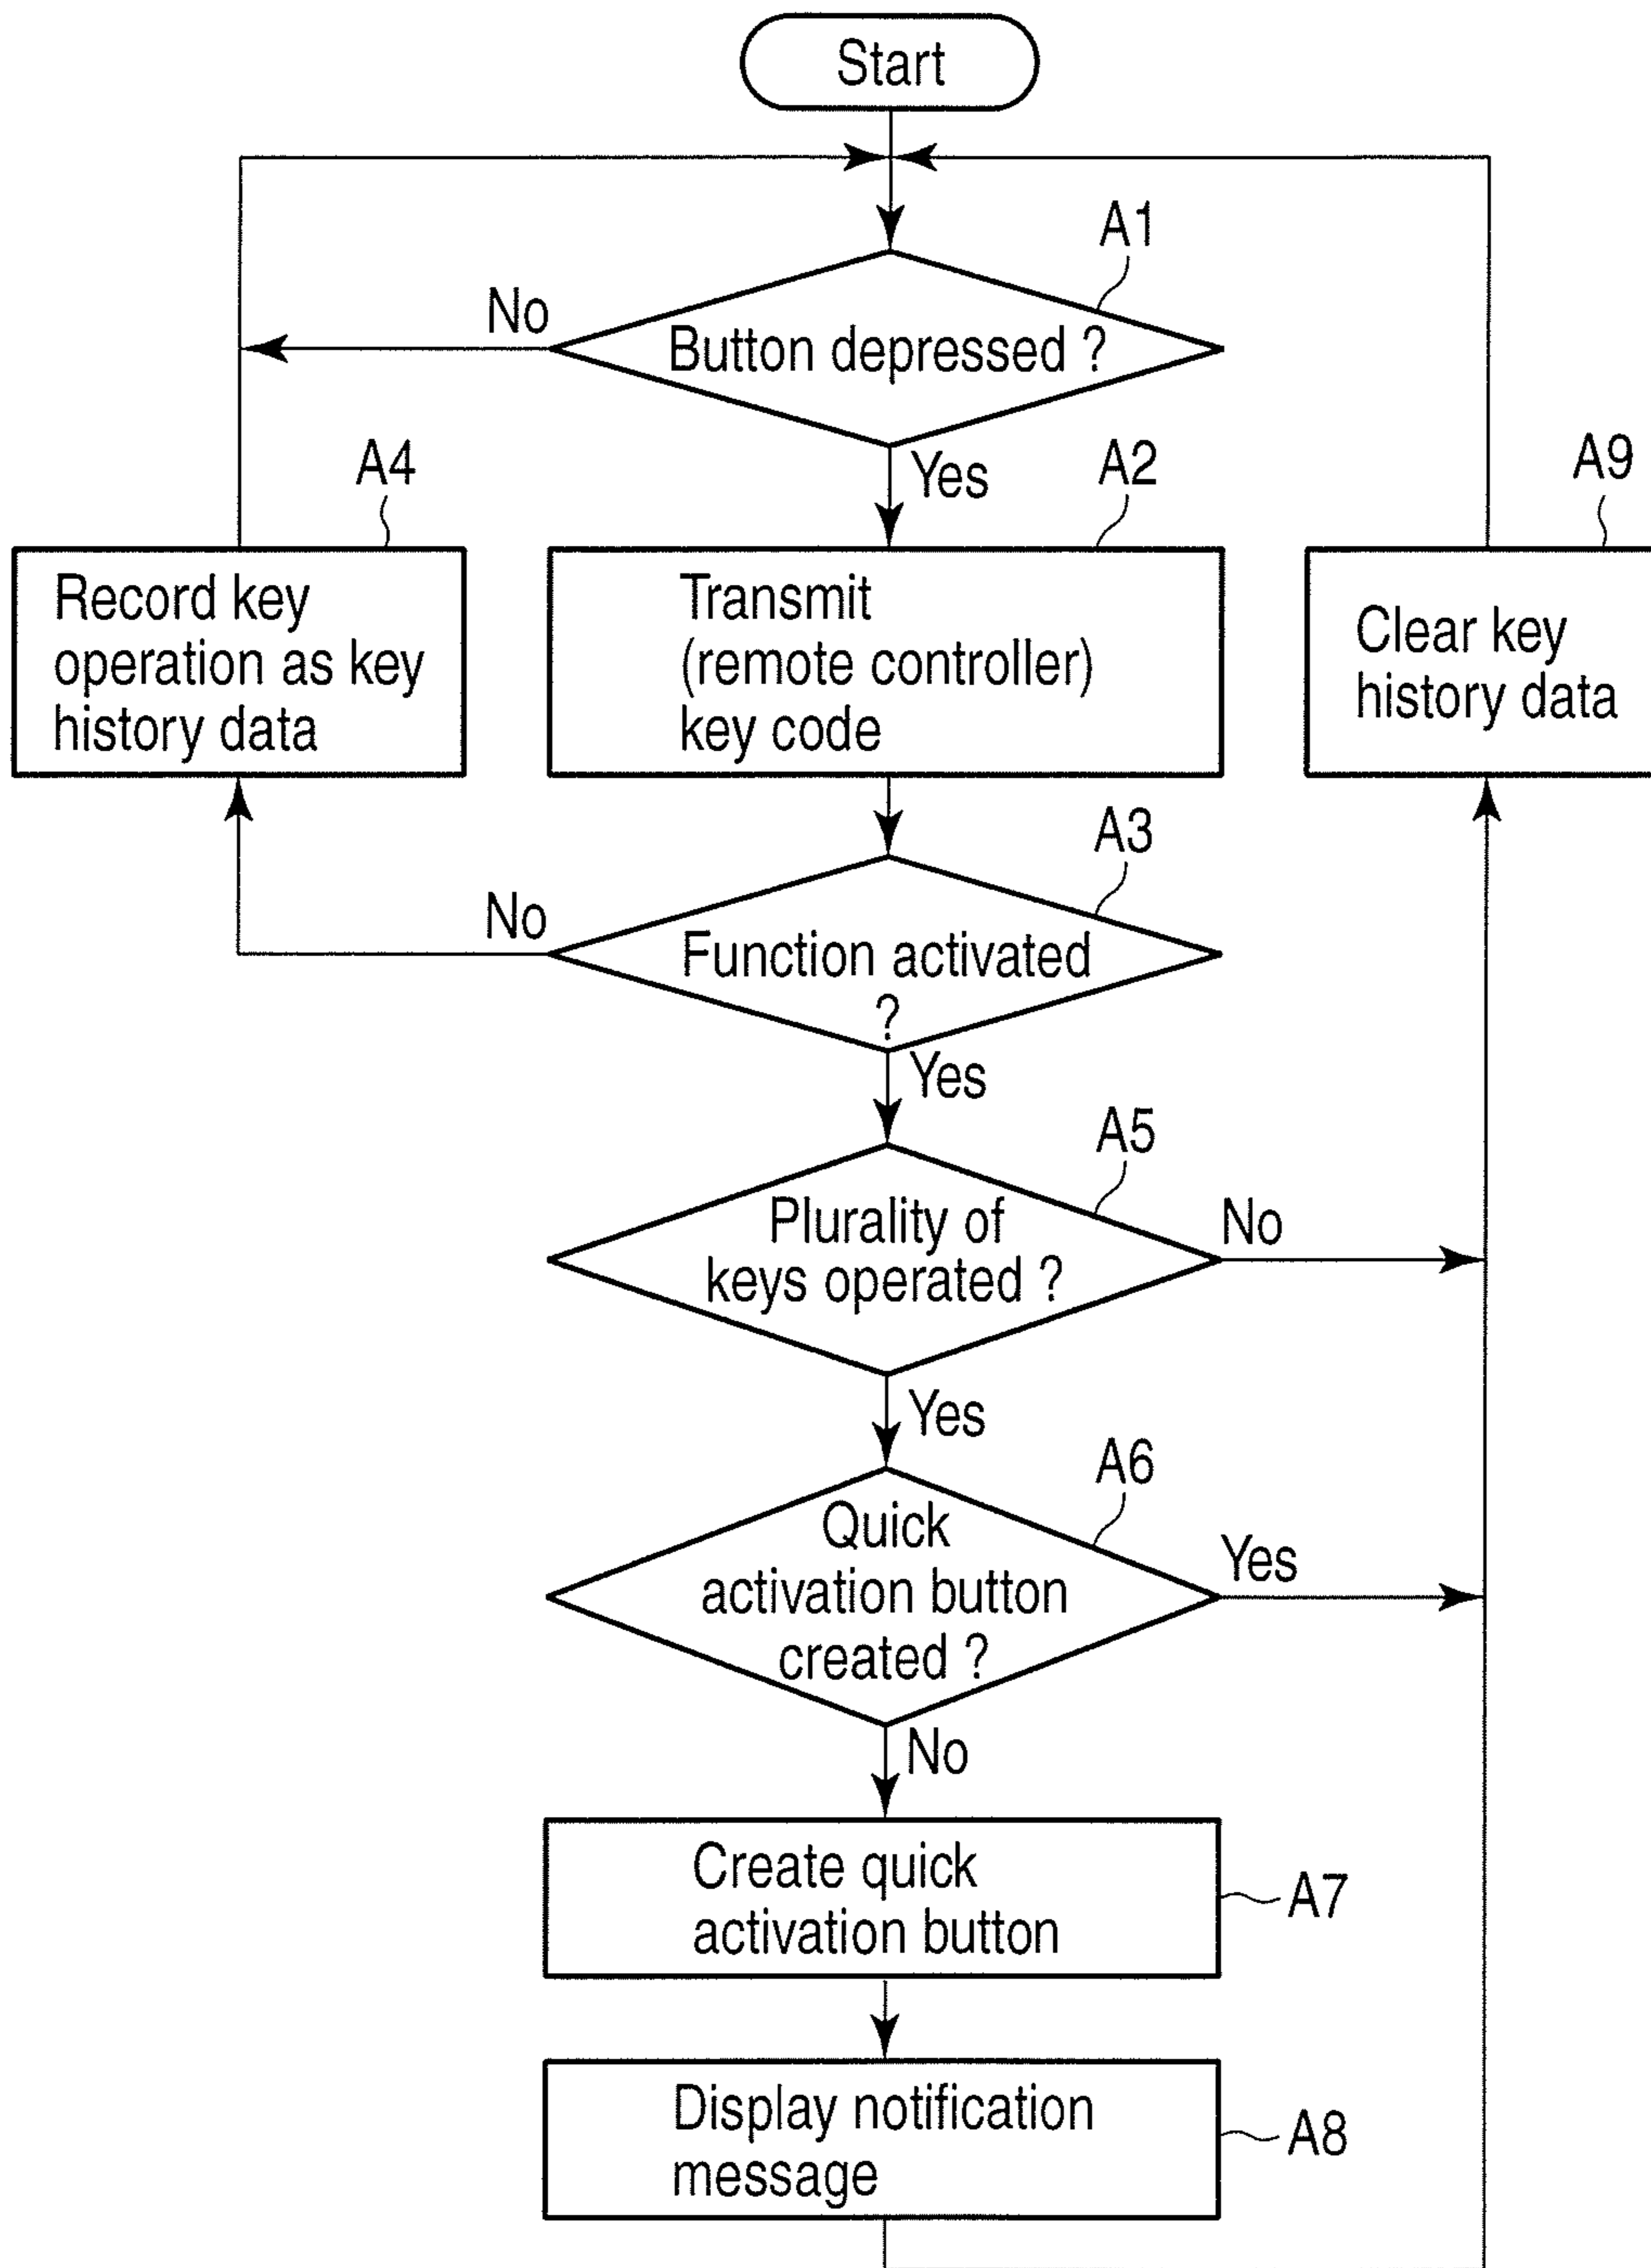 Start
A1
No
Button depressed ?
Yes
A4
A2
A9
Record key
operation as key
history data
Transmit
(remote controller)
key code
Clear key
history data
A3
No
Function activated
?
Yes
A5
Plurality of
keys operated ?
No
Yes
A6
Quick
activation button
created ?
Yes
No
Create quick
activation button
A7
Display notification
message
A8